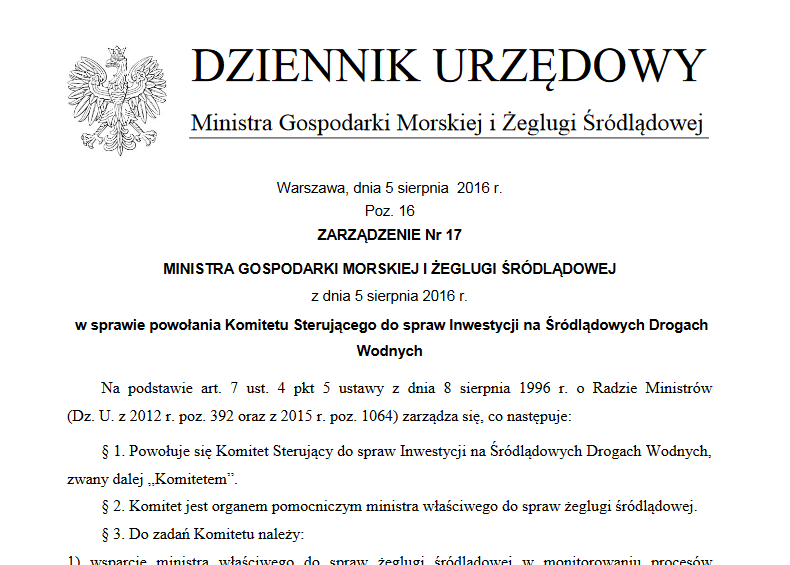 DZIENNIK URZĘDOWY
Ministra Gospodarki Morskiej i Żeglugi Śródlądowej
Warszawa, dnia 5 sierpnia 2016 r.
Poz. 16
ZARZĄDZENIE Nr 17
MINISTRA GOSPODARKI MORSKIEJ I ŻEGLUGI ŚRÓDLĄDOWEJ
z dnia 5 sierpnia 2016 r.
w sprawie powołania Komitetu Sterującego do spraw Inwestycji na Śródlądowych Drogach
Wodnych
Na podstawie art. 7 ust. 4 pkt 5 ustawy z dnia 8 sierpnia 1996 r. o Radzie Ministrów
(Dz. U. z 2012 r. poz. 392 oraz z 2015 r. poz. 1064) zarządza się, co następuje:
§ 1. Powołuje się Komitet Sterujący do spraw Inwestycji na Śródlądowych Drogach Wodnych,
zwany dalej „Komitetem”.
§ 2. Komitet jest organem pomocniczym ministra właściwego do spraw żeglugi śródlądowej.
§ 3. Do zadań Komitetu należy:
1) wsparcie ministra właściwego do spraw żeglugi śródlądowej w monitorowaniu procesów